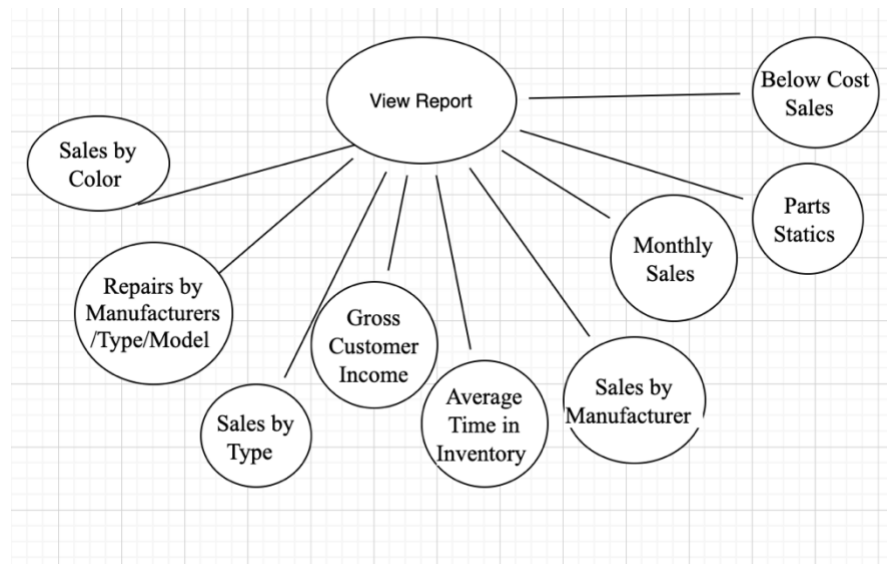 View Report
Below Cost
Sales
Sales by
Color
Parts
Statics
Monthly
Sales
Repairs by
Manufacturers
/Type/Model
Gross
Customer
Income
Sales by
Manufacturer
Average
Time in
Inventory
Sales by
Type